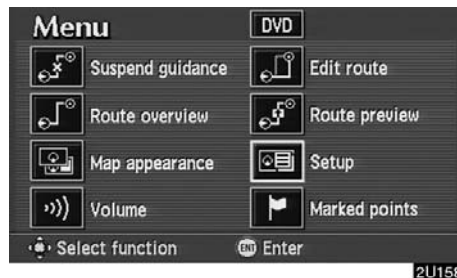 Menu DVD
Suspend guidance Edit route
Route overview Route preview
Map appearance Setup
Volume Marked points
Select function ENT Enter